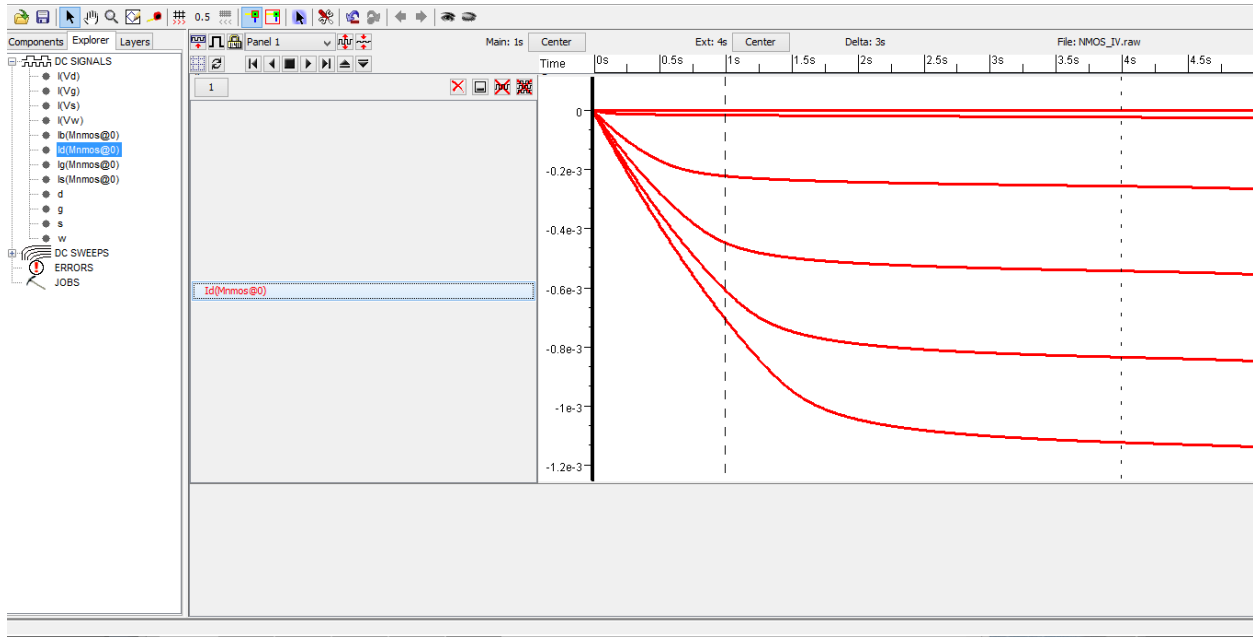 0.5
Components Explorer Layers
Panel 1
Main: 1s Center Ext: 4s Center Delta: 3s File: NMOS_IV.raw
Time 0s 0.5s 1s 1.5s 2s 2.5s 3s 3.5s 4s 4.5s
DC SIGNALS
I(Vd)
I(Vg)
I(Vs)
I(Vw)
Ib(Mnmos@0)
Id(Mnmos@0)
Ig(Mnmos@0)
Is(Mnmos@0)
d
g
s
w
DC SWEEPS
ERRORS
JOBS
1
Id(Mnmos@0)
0
-0.2e-3
-0.4e-3
-0.6e-3
-0.8e-3
-1e-3
-1.2e-3